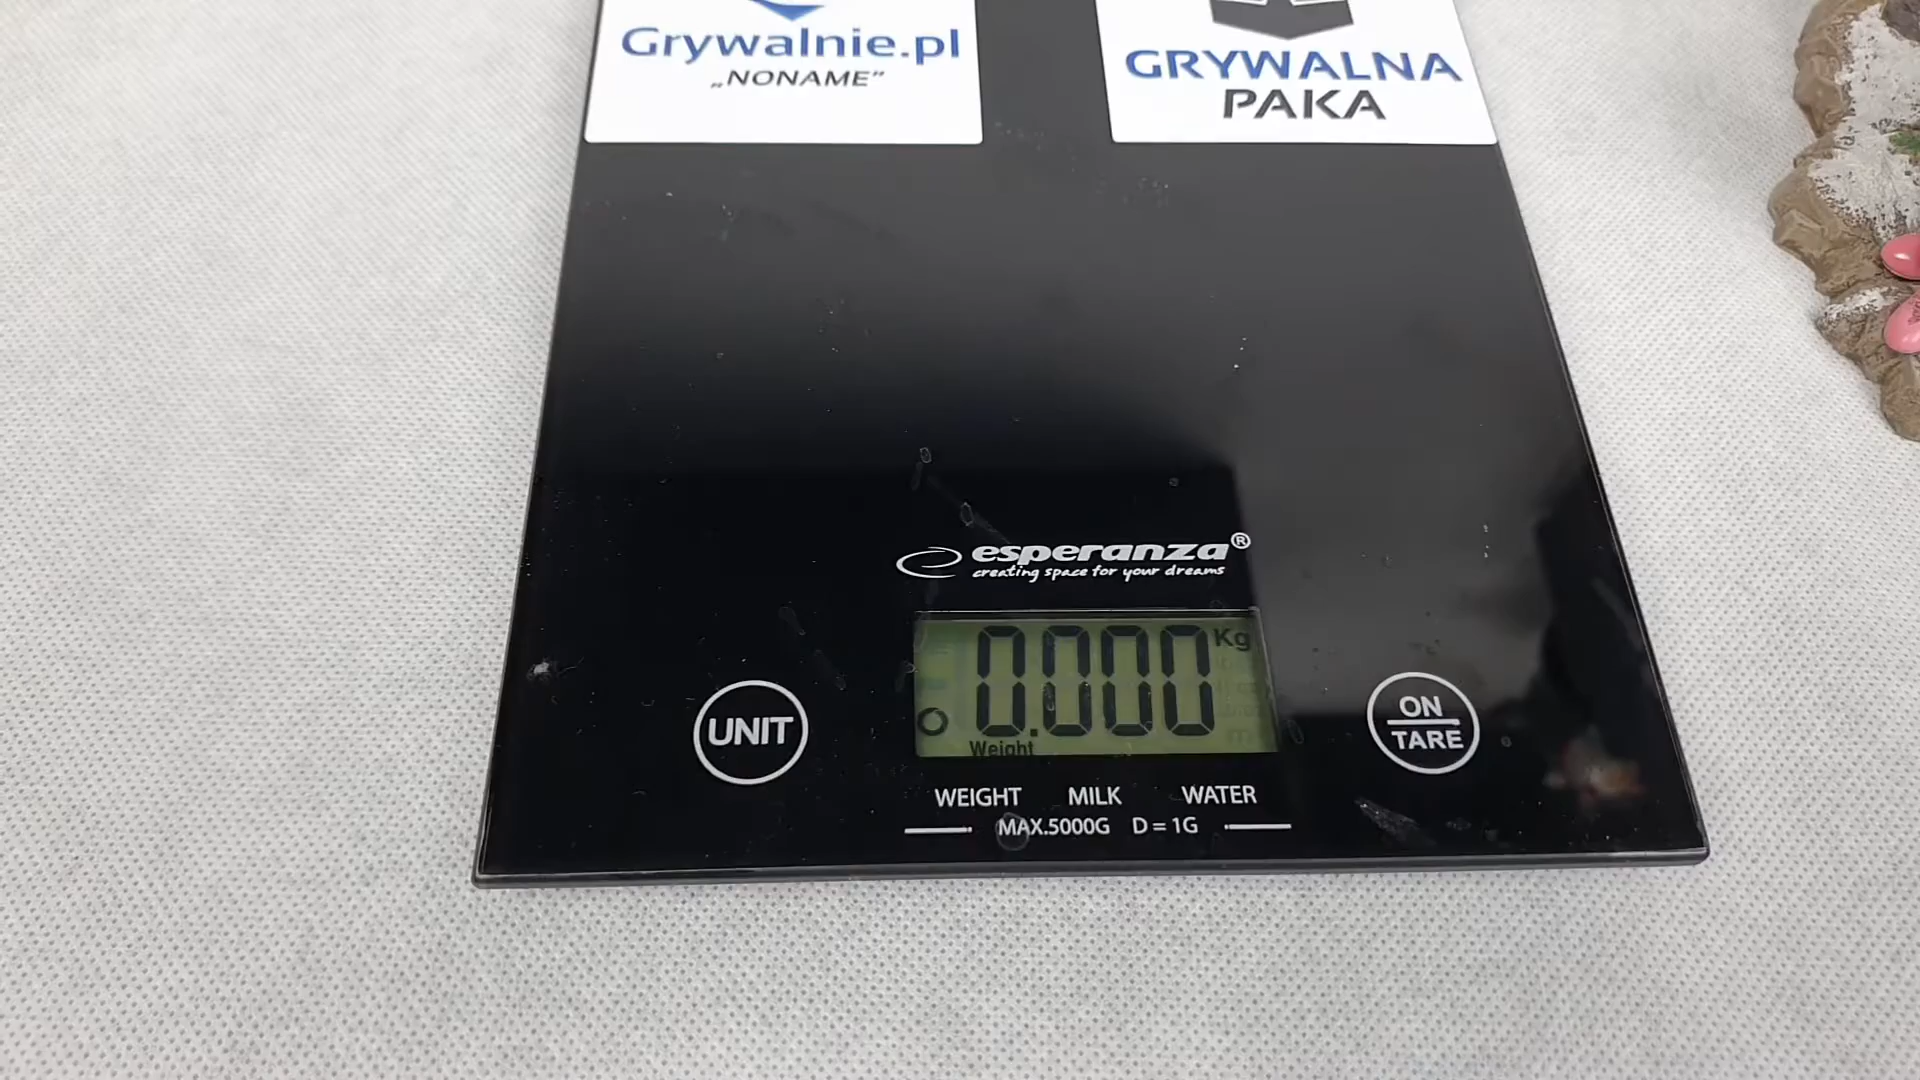 Grywalnie.pl
„NONAME”
GRYWALNA
PAKA
esperanza®
creating space for your dreams
0.000 Kg
Weight
UNIT
ON
TARE
WEIGHT MILK WATER
MAX.5000G D = 1G